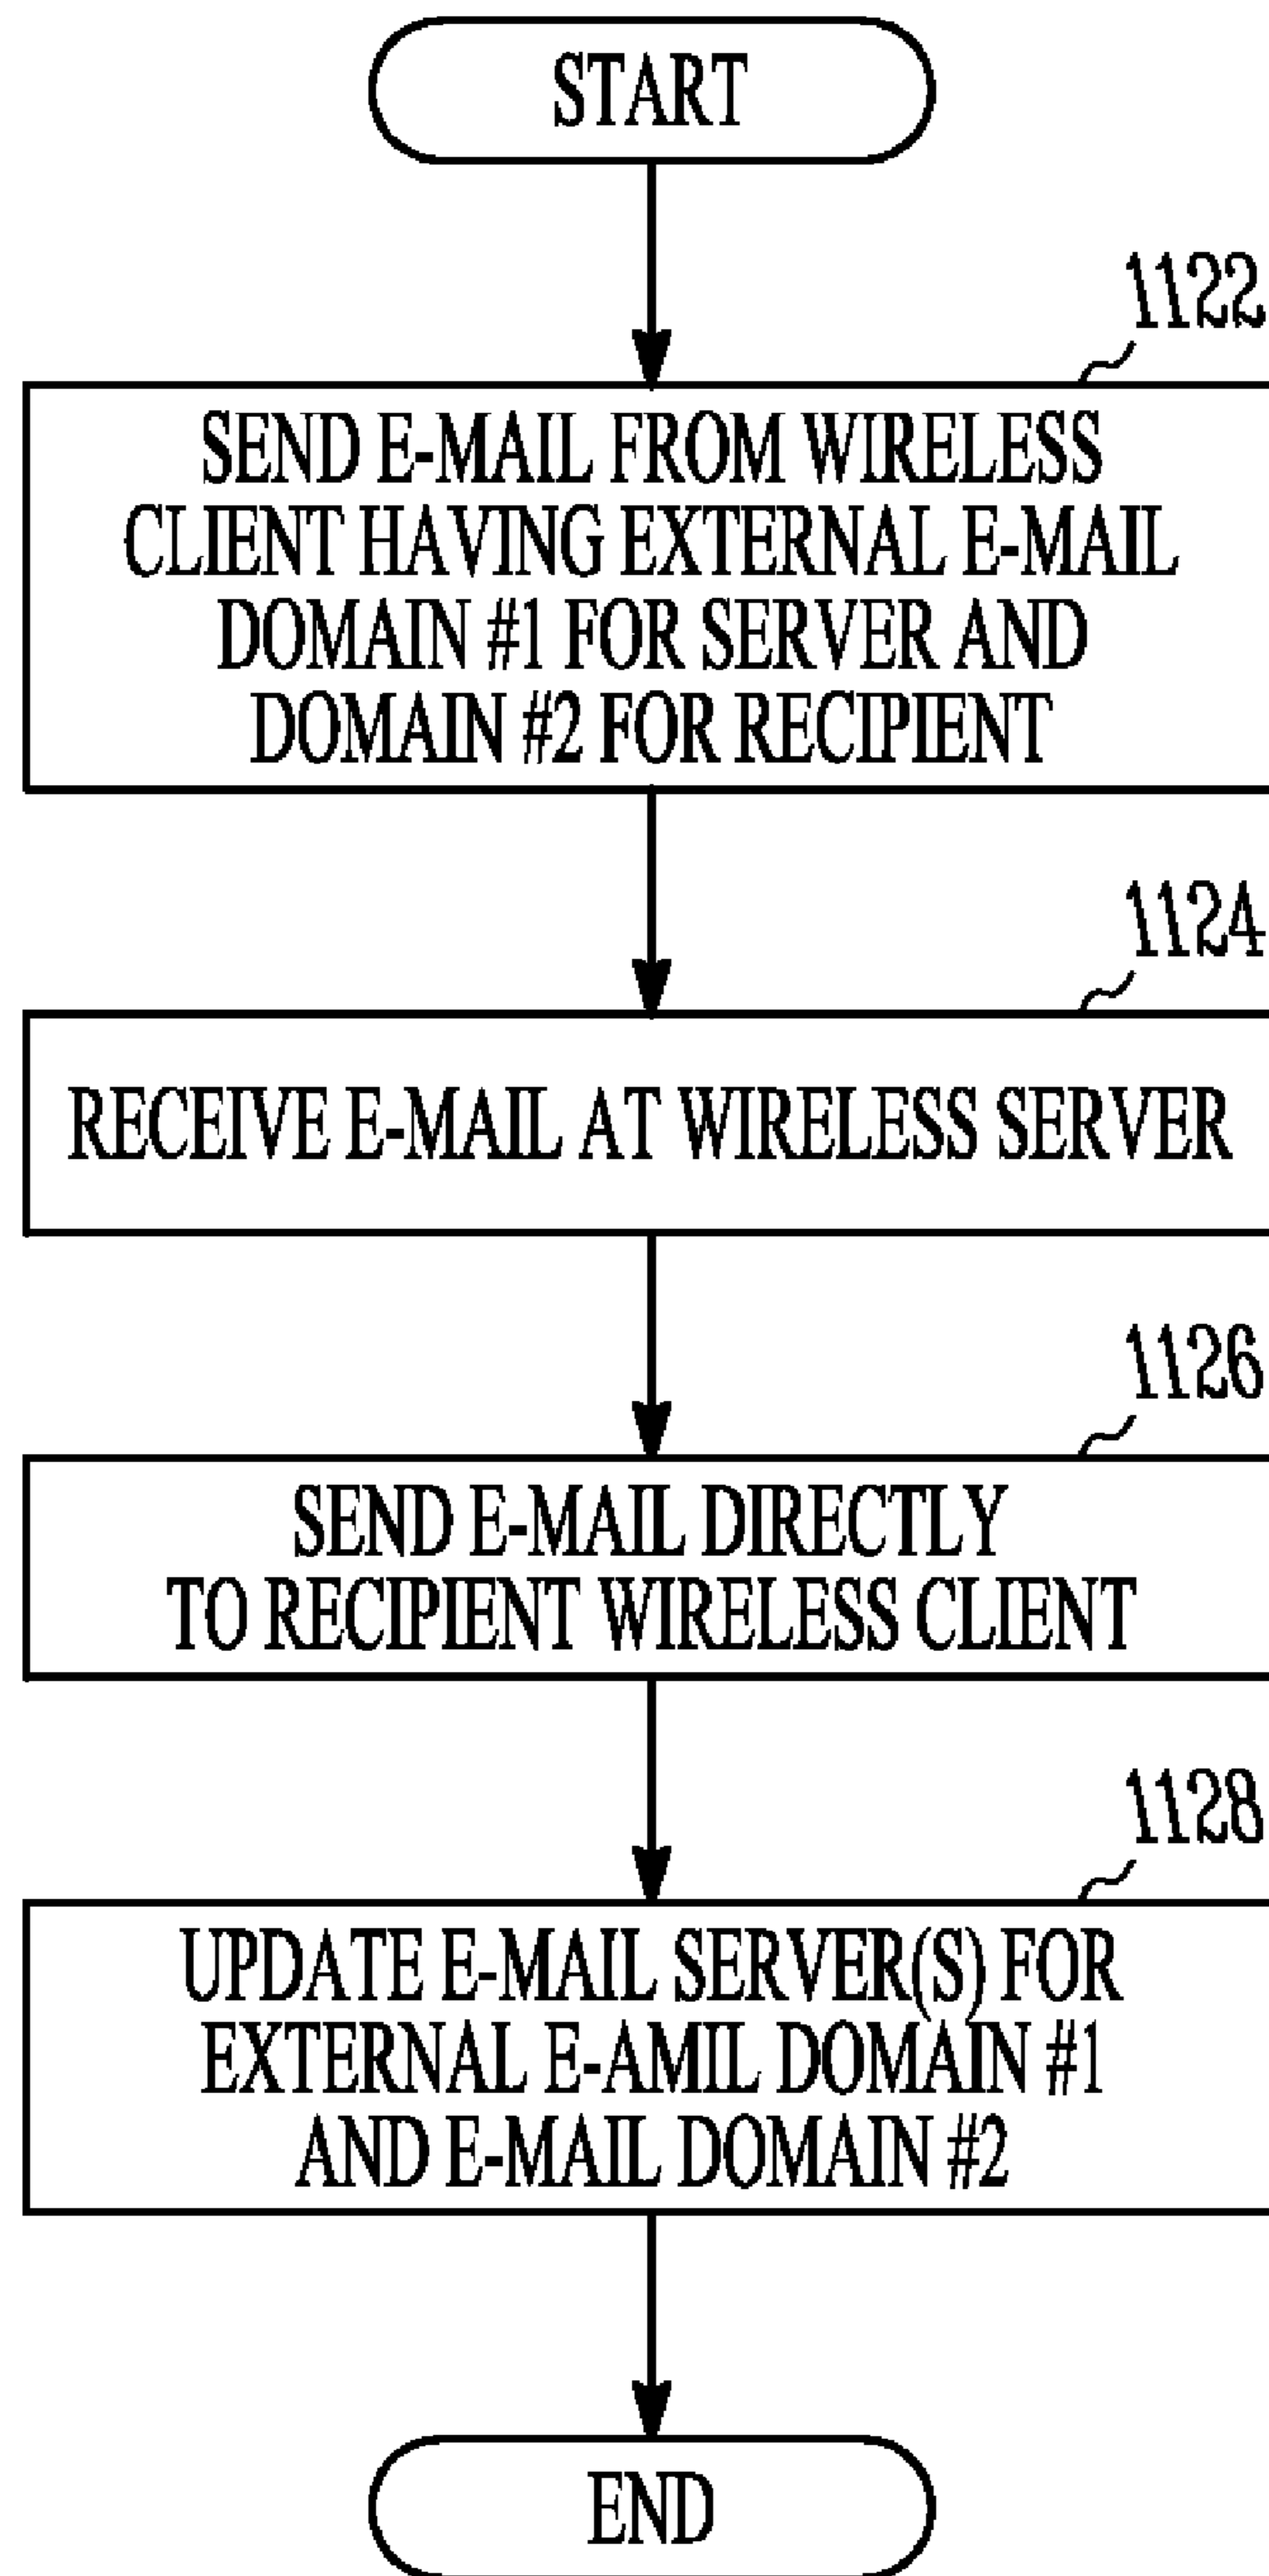 START
1122
SEND E-MAIL FROM WIRELESS
CLIENT HAVING EXTERNAL E-MAIL
DOMAIN #1 FOR SERVER AND
DOMAIN #2 FOR RECIPIENT
1124
RECEIVE E-MAIL AT WIRELESS SERVER
1126
SEND E-MAIL DIRECTLY
TO RECIPIENT WIRELESS CLIENT
1128
UPDATE E-MAIL SERVER(S) FOR
EXTERNAL E-AMIL DOMAIN #1
AND E-MAIL DOMAIN #2
END